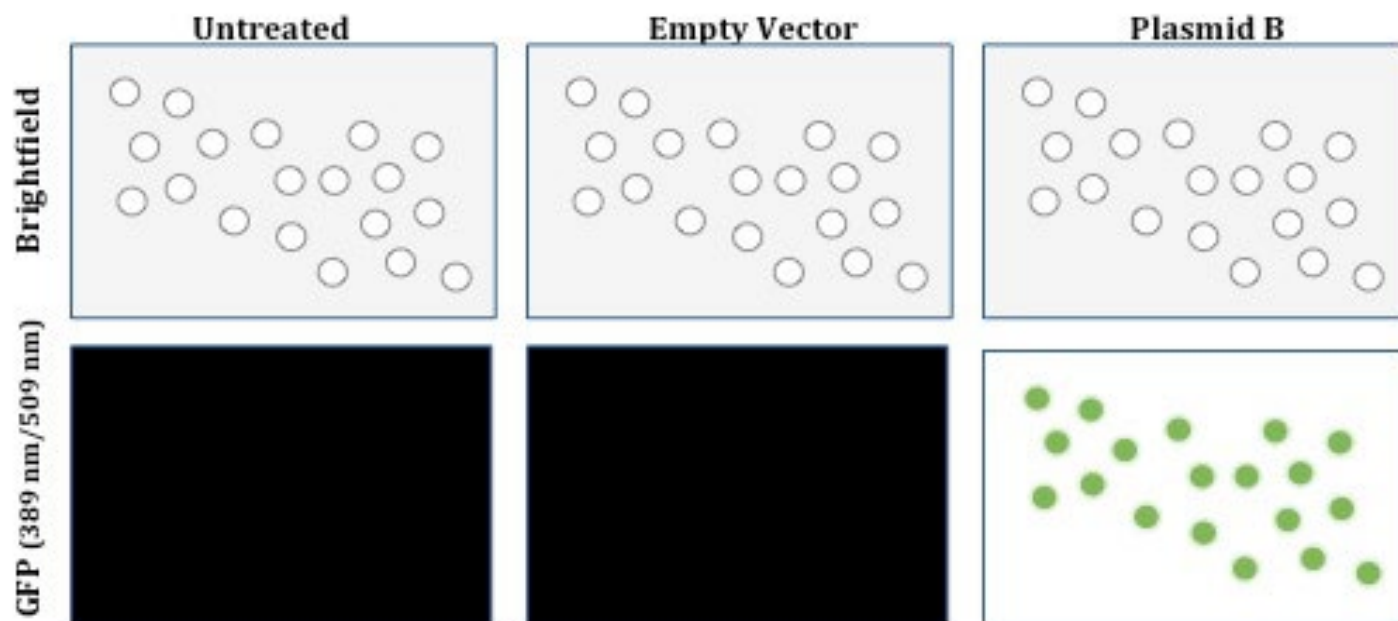 Untreated
Empty Vector
Plasmid B
Brightfield
GFP (389 nm/509 nm)